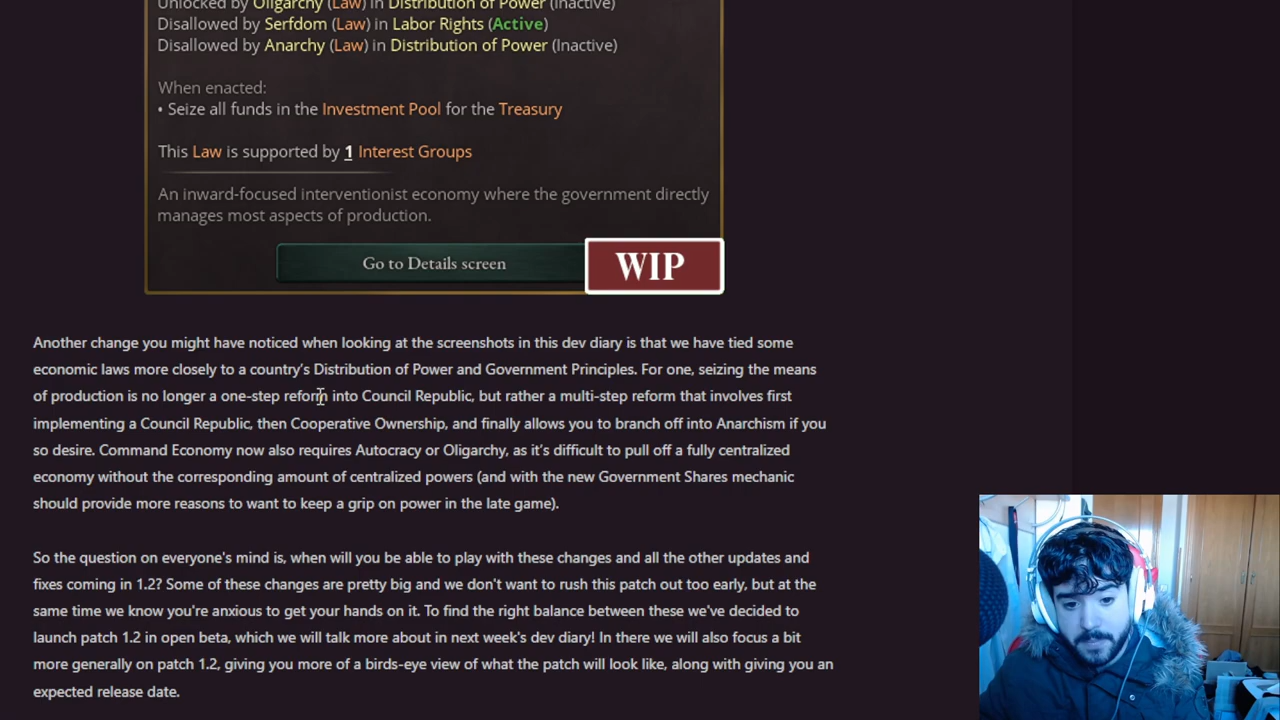 Unlocked by Oligarchy (Law) in Distribution of Power (Inactive)
Disallowed by Serfdom (Law) in Labor Rights (Active)
Disallowed by Anarchy (Law) in Distribution of Power (Inactive)
When enacted:
• Seize all funds in the Investment Pool for the Treasury
This Law is supported by 1 Interest Groups
An inward-focused interventionist economy where the government directly
manages most aspects of production.
Go to Details screen
WIP
Another change you might have noticed when looking at the screenshots in this dev diary is that we have tied some
economic laws more closely to a country's Distribution of Power and Government Principles. For one, seizing the means
of production is no longer a one-step reform into Council Republic, but rather a multi-step reform that involves first
implementing a Council Republic, then Cooperative Ownership, and finally allows you to branch off into Anarchism if you
so desire. Command Economy now also requires Autocracy or Oligarchy, as it's difficult to pull off a fully centralized
economy without the corresponding amount of centralized powers (and with the new Government Shares mechanic
should provide more reasons to want to keep a grip on power in the late game).
So the question on everyone's mind is, when will you be able to play with these changes and all the other updates and
fixes coming in 1.2? Some of these changes are pretty big and we don't want to rush this patch out too early, but at the
same time we know you're anxious to get your hands on it. To find the right balance between these we've decided to
launch patch 1.2 in open beta, which we will talk more about in next week's dev diary! In there we will also focus a bit
more generally on patch 1.2, giving you more of a birds-eye view of what the patch will look like, along with giving you an
expected release date.